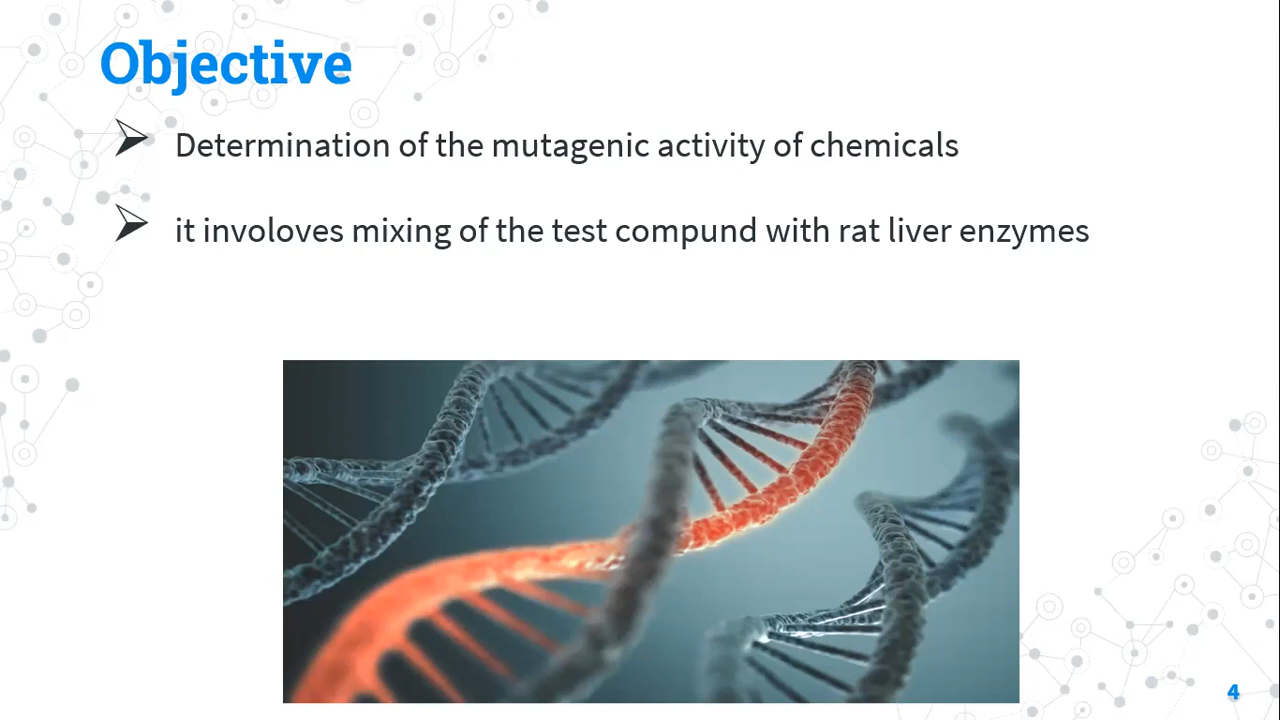 Objective
Determination of the mutagenic activity of chemicals
it involoves mixing of the test compund with rat liver enzymes
4